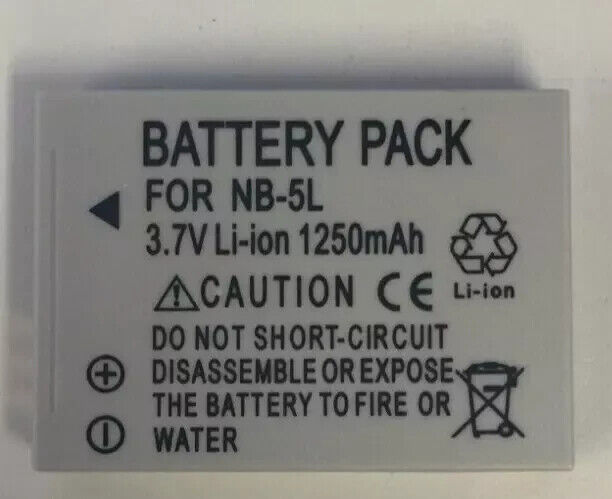 BATTERY PACK
FOR NB-5L
3.7V Li-ion 1250mAh
Li-ion
CAUTION CE
DO NOT SHORT-CIRCUIT
DISASSEMBLE OR EXPOSE
THE BATTERY TO FIRE OR
WATER